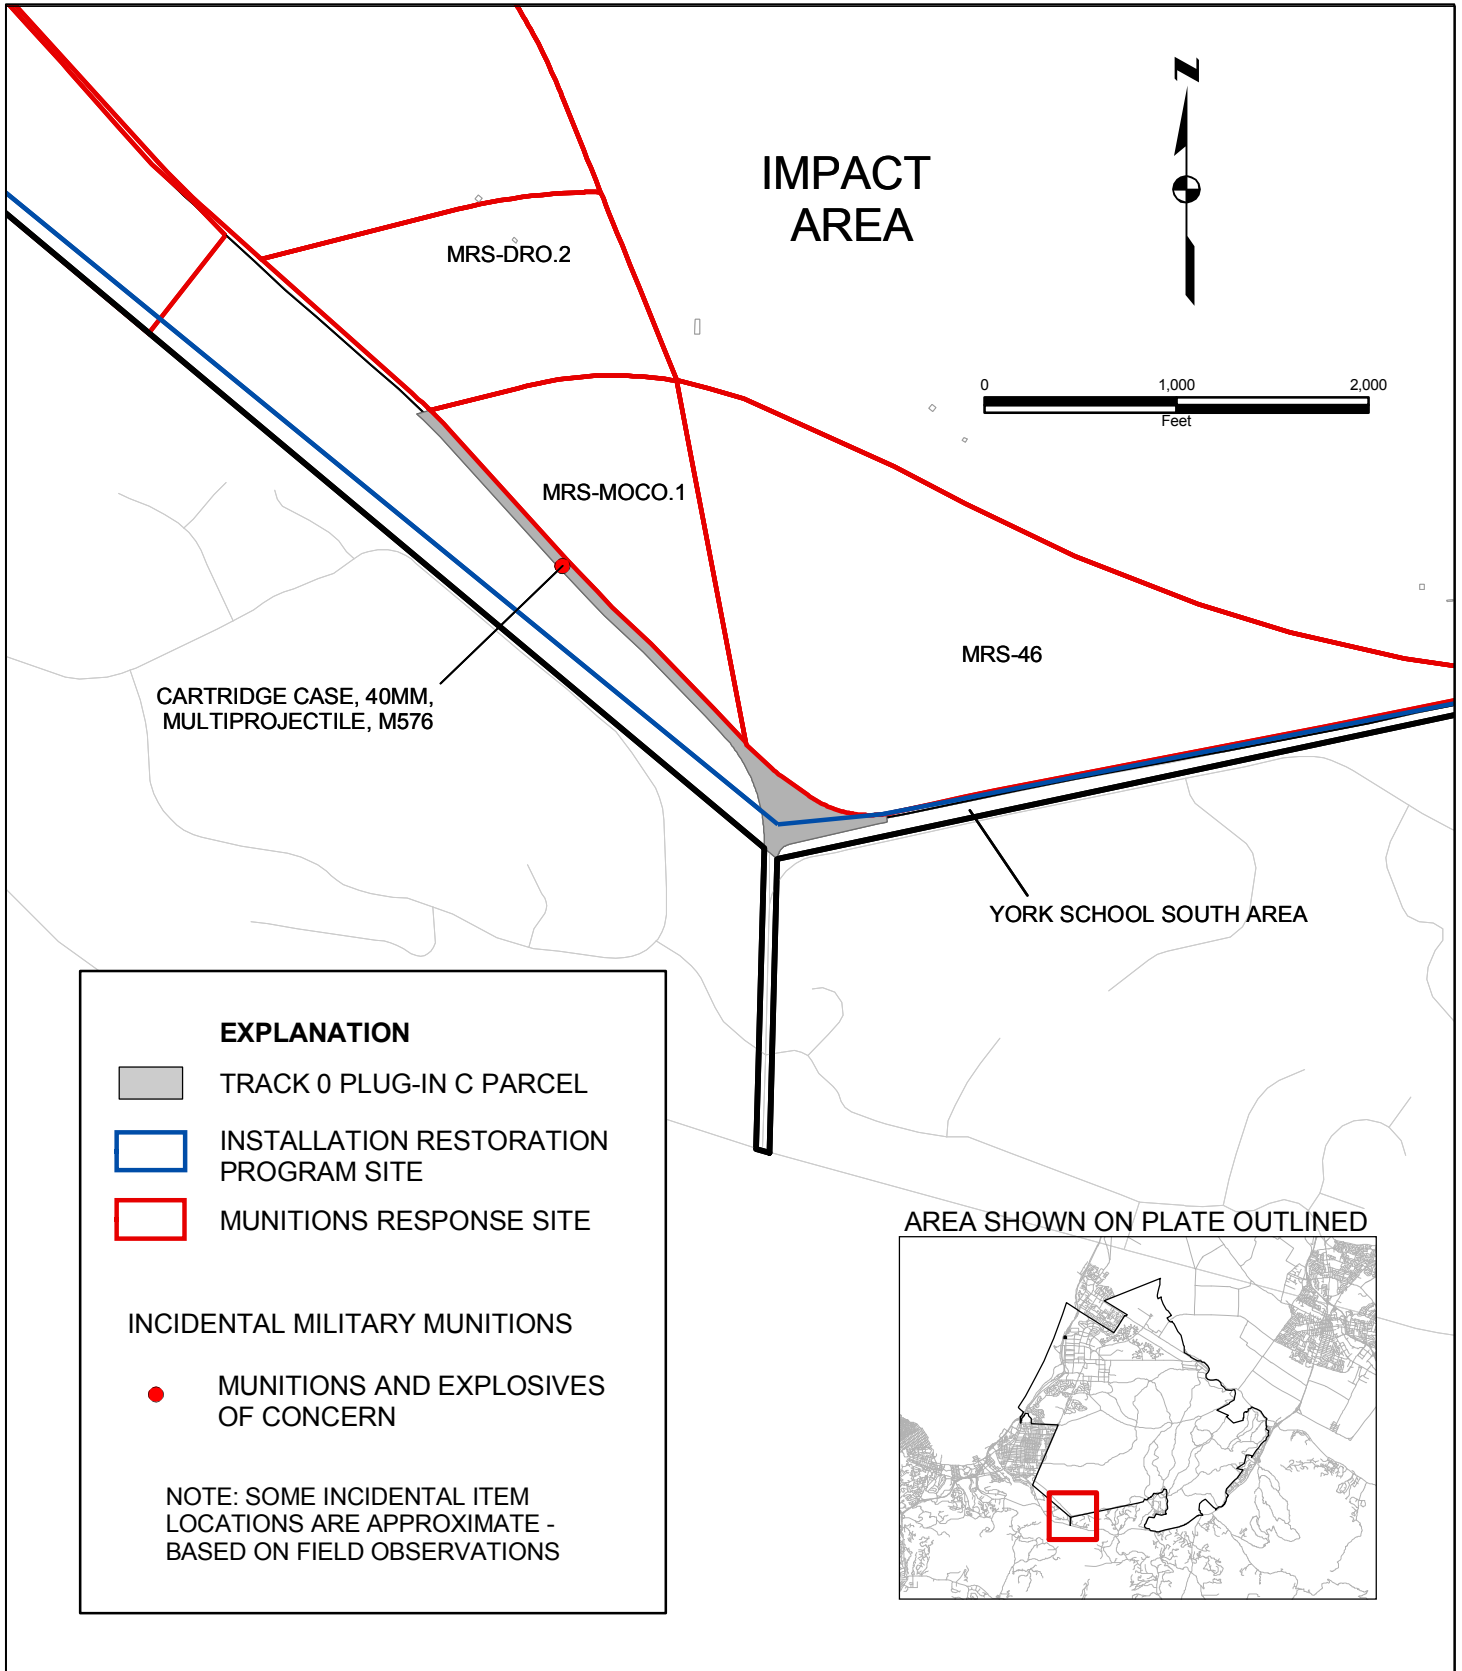 N
IMPACT
AREA
MRS-DRO.2
0 1,000 2,000
Feet
MRS-MOCO.1
MRS-46
CARTRIDGE CASE, 40MM,
MULTIPROJECTILE, M576
YORK SCHOOL SOUTH AREA
EXPLANATION
TRACK 0 PLUG-IN C PARCEL
INSTALLATION RESTORATION
PROGRAM SITE
MUNITIONS RESPONSE SITE
INCIDENTAL MILITARY MUNITIONS
MUNITIONS AND EXPLOSIVES
OF CONCERN
NOTE: SOME INCIDENTAL ITEM
LOCATIONS ARE APPROXIMATE -
BASED ON FIELD OBSERVATIONS
AREA SHOWN ON PLATE OUTLINED